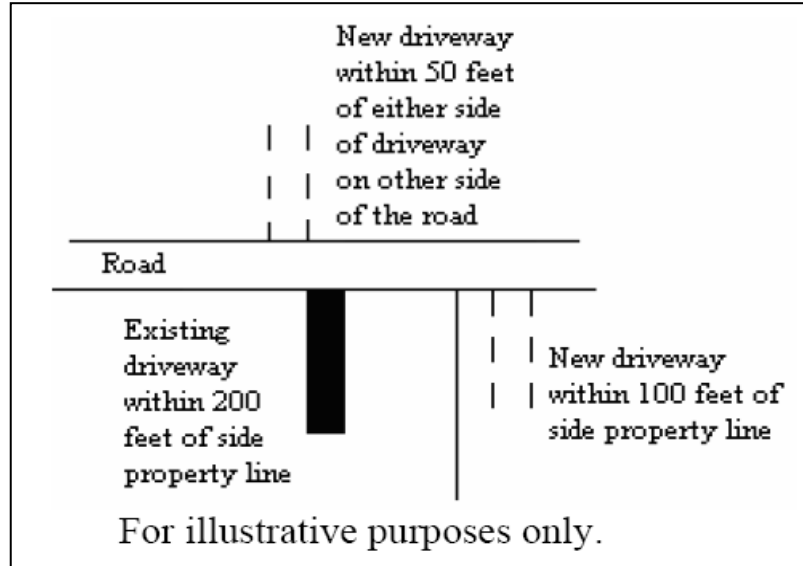 New driveway
within 50 feet
of either side
of driveway
on other side
of the road
Road
Existing
driveway
within 200
feet of side
property line
New driveway
within 100 feet of
side property line
For illustrative purposes only.